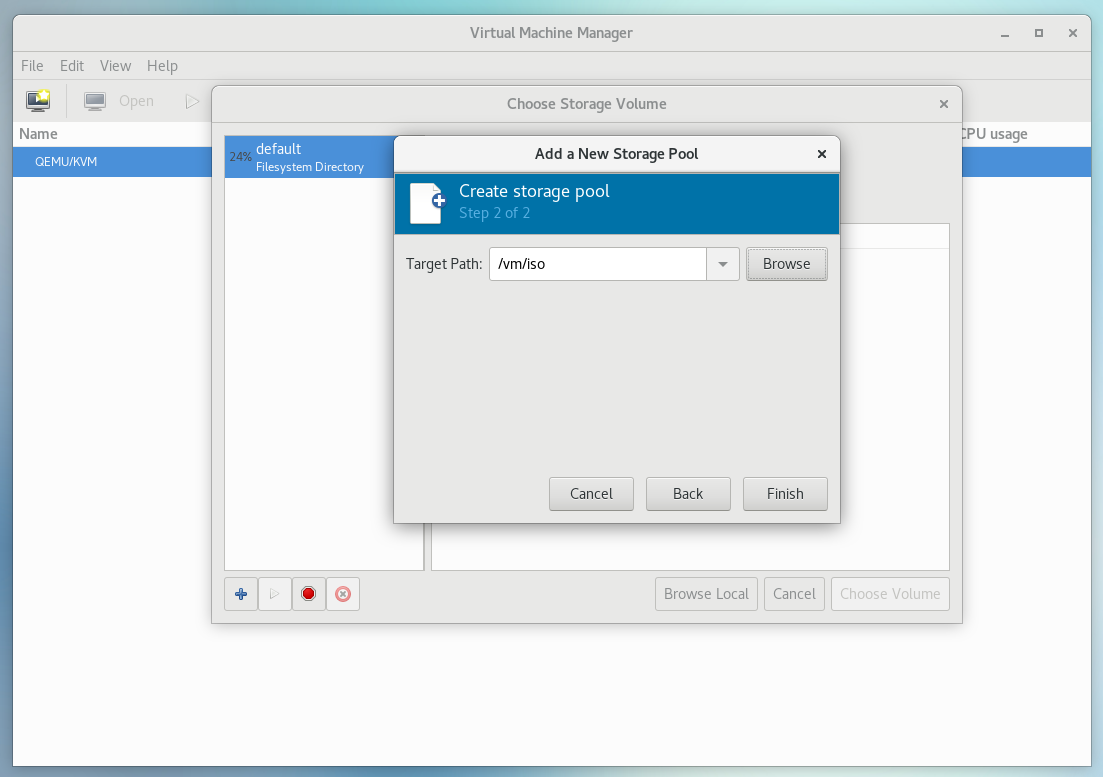 Virtual Machine Manager
File Edit View Help
Open
Choose Storage Volume
Name
CPU usage
QEMU/KVM
24% default
Filesystem Directory
Add a New Storage Pool
Create storage pool
Step 2 of 2
Target Path: /vm/iso Browse
Cancel Back Finish
Browse Local Cancel Choose Volume